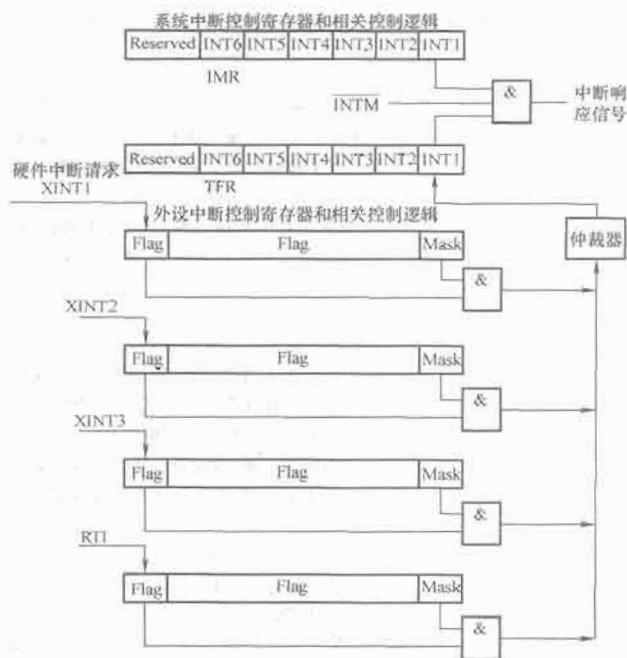 系统中断控制寄存器和相关控制逻辑
Reserved INT6 INT5 INT4 INT3 INT2 INT1
IMR
INTM
&
中断响
应信号
Reserved INT6 INT5 INT4 INT3 INT2 INT1
TFR
硬件中断请求
XINT1
外设中断控制寄存器和相关控制逻辑
Flag Flag Mask
&
仲裁器
XINT2
Flag Flag Mask
&
XINT3
Flag Flag Mask
&
RTI
Flag Flag Mask
&